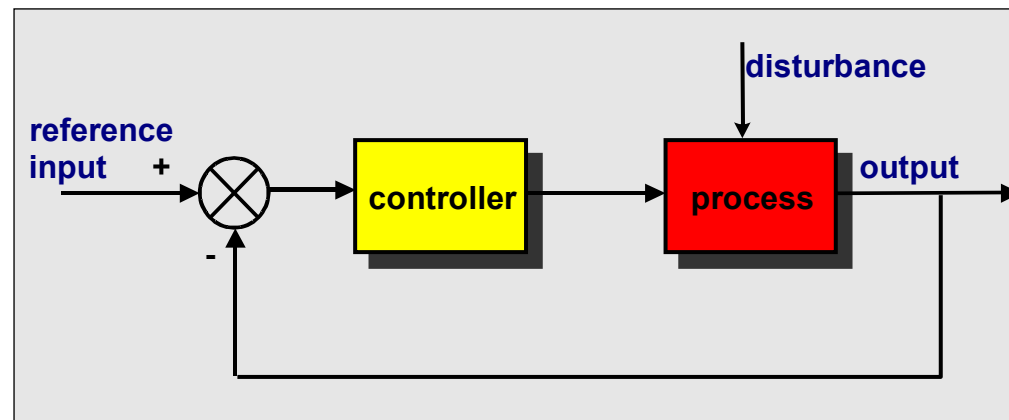 disturbance
reference
input
+
controller
process
output
-